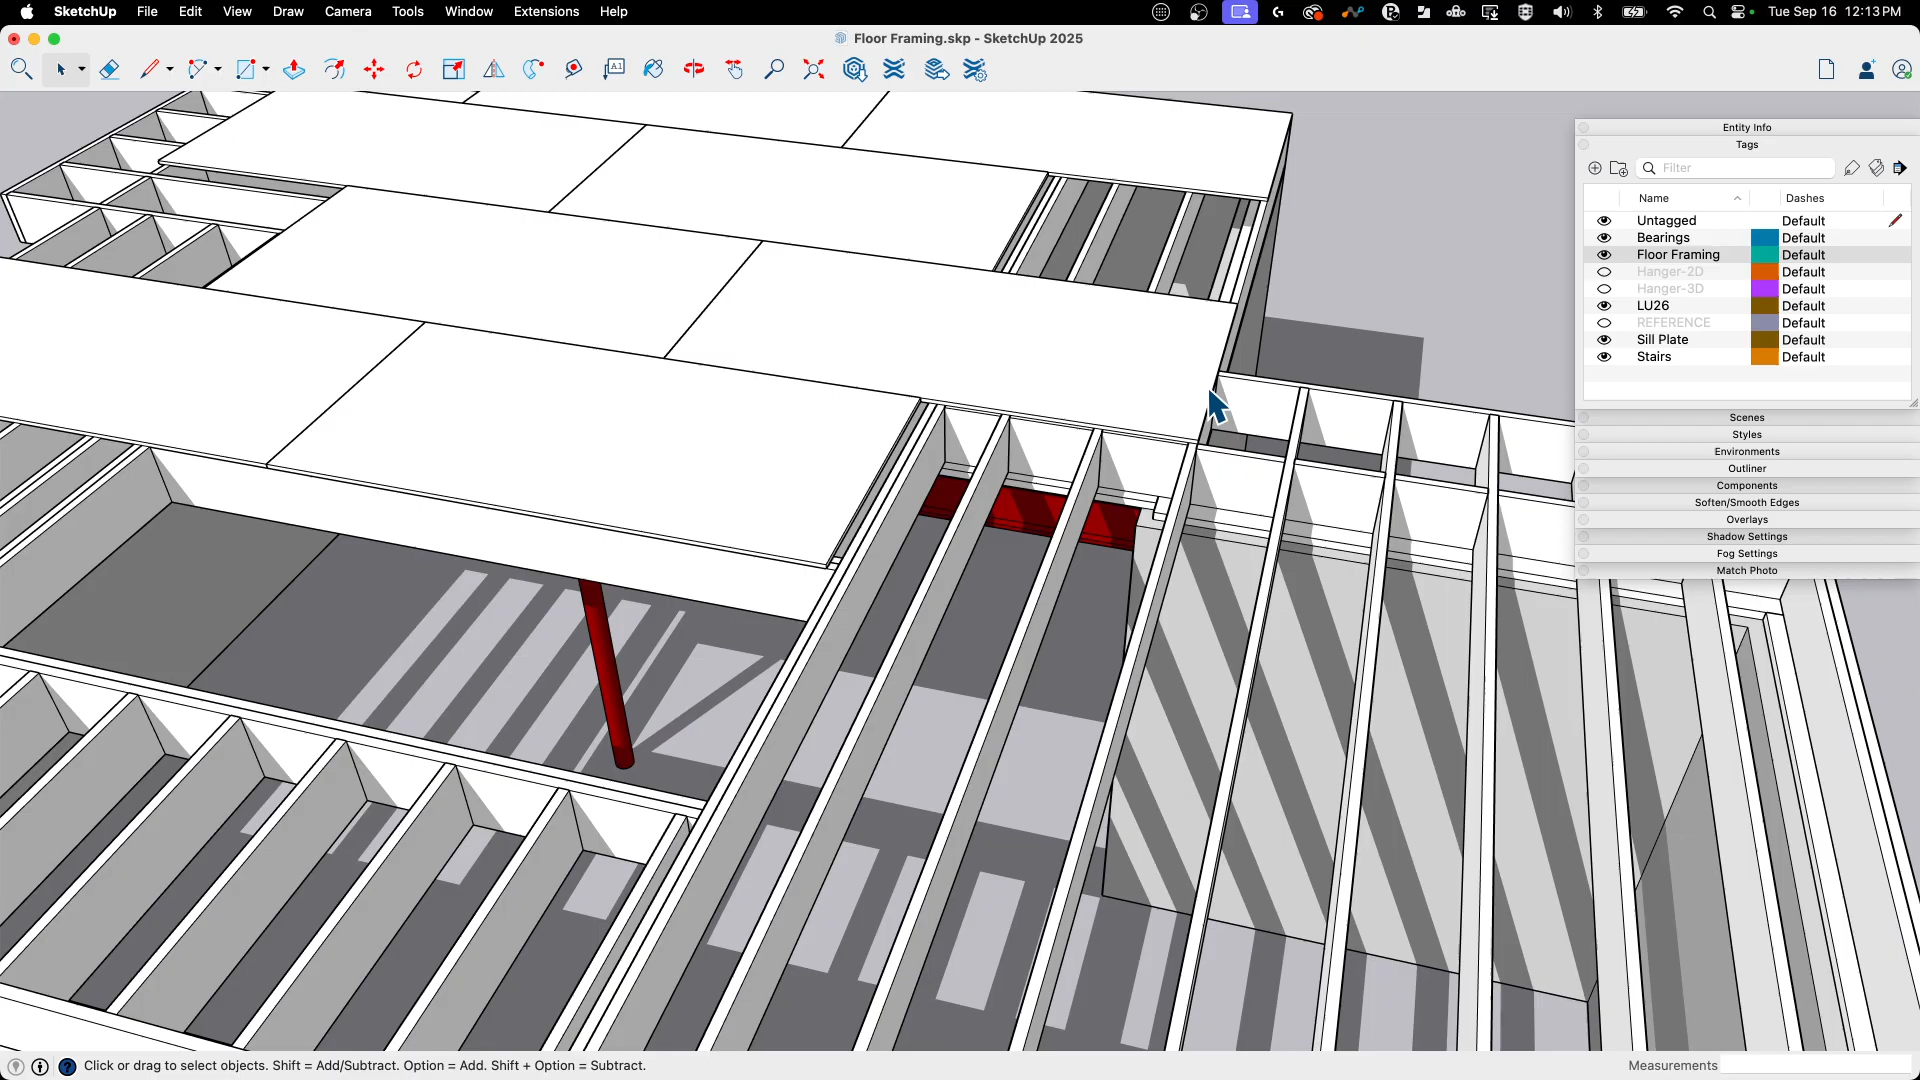 SketchUp File Edit View Draw Camera Tools Window Extensions Help
Tue Sep 16 12:13 PM
Floor Framing.skp - SketchUp 2025
A1
Entity Info
Tags
Filter
Name Dashes
Untagged Default
Bearings Default
Floor Framing Default
Hanger-2D Default
Hanger-3D Default
LU26 Default
REFERENCE Default
Sill Plate Default
Stairs Default
Scenes
Styles
Environments
Outliner
Components
Soften/Smooth Edges
Overlays
Shadow Settings
Fog Settings
Match Photo
Click or drag to select objects. Shift = Add/Subtract. Option = Add. Shift + Option = Subtract.
Measurements